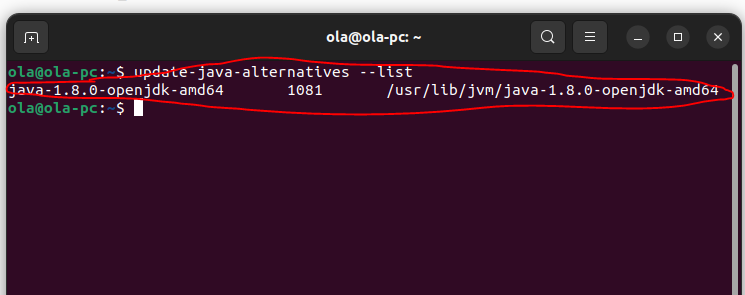 ola@ola-pc: ~
ola@ola-pc:~$ update-java-alternatives --list
java-1.8.0-openjdk-amd64       1081       /usr/lib/jvm/java-1.8.0-openjdk-amd64
ola@ola-pc:~$